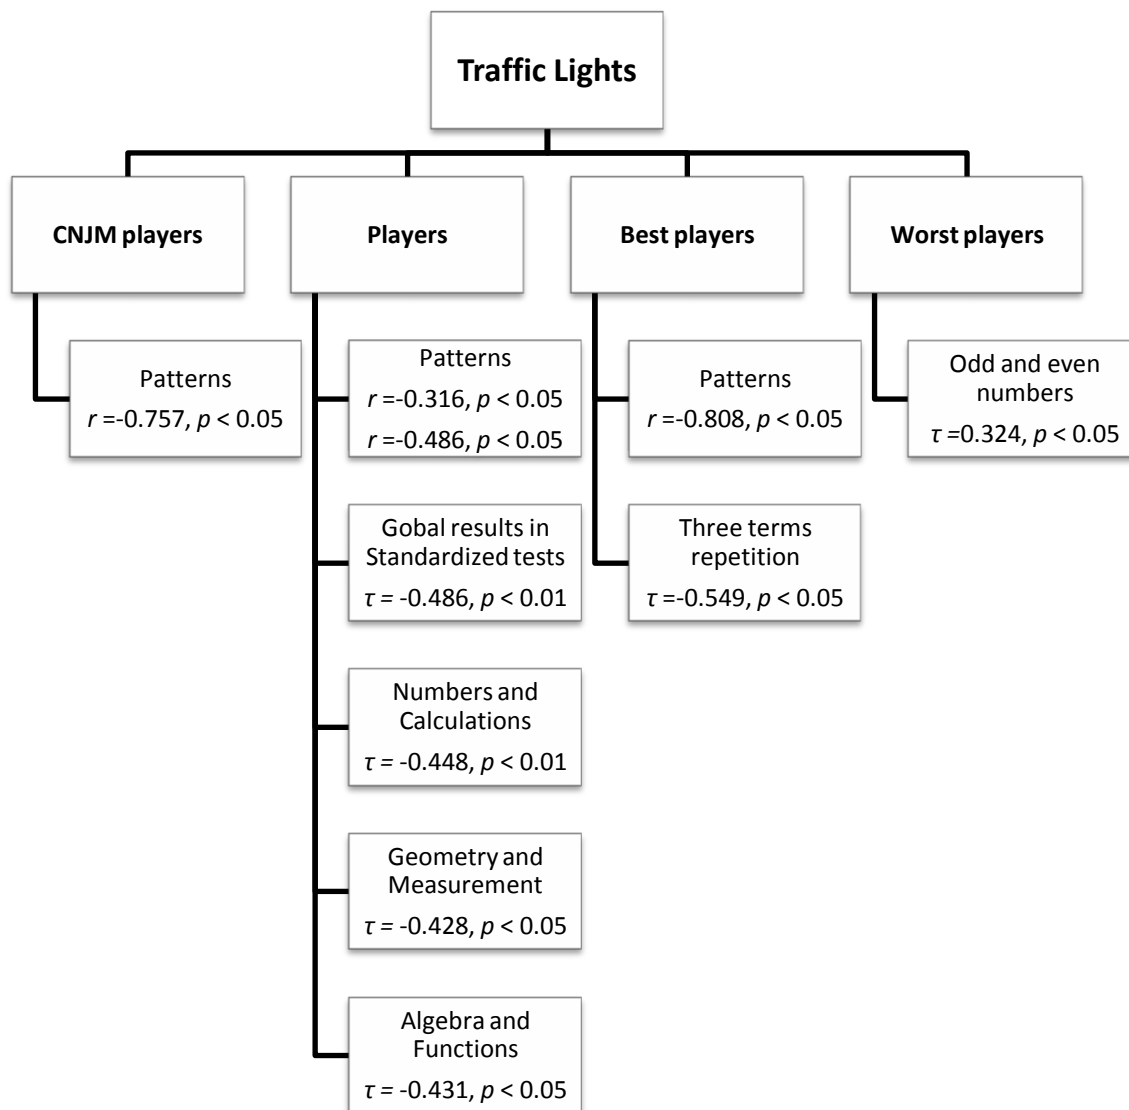 Traffic Lights
CNJM players
Players
Best players
Worst players
Patterns
r =-0.757, p < 0.05
Patterns
r =-0.316, p < 0.05
r =-0.486, p < 0.05
Patterns
r =-0.808, p < 0.05
Odd and even
numbers
τ =0.324, p < 0.05
Gobal results in
Standardized tests
τ = -0.486, p < 0.01
Three terms
repetition
τ =-0.549, p < 0.05
Numbers and
Calculations
τ = -0.448, p < 0.01
Geometry and
Measurement
τ = -0.428, p < 0.05
Algebra and
Functions
τ = -0.431, p < 0.05